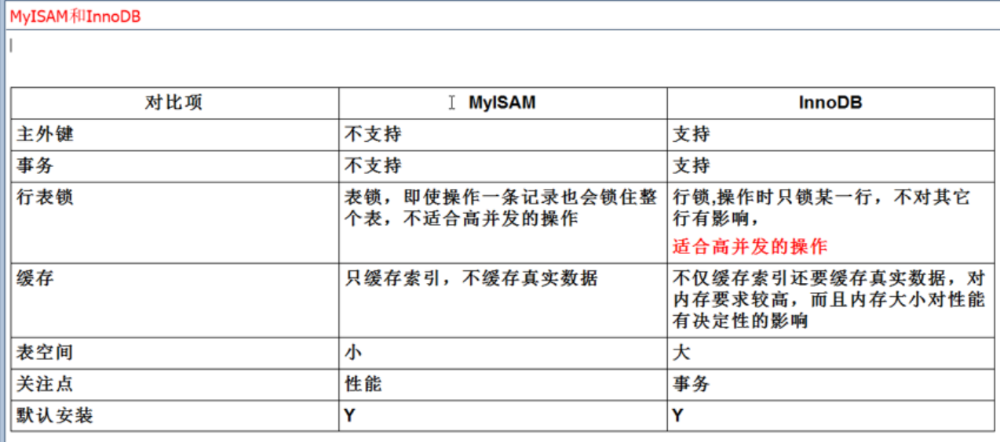 MyISAM和InnoDB
对比项 MyISAM InnoDB
主外键 不支持 支持
事务 不支持 支持
行表锁
表锁，即使操作一条记录也会锁住整
个表，不适合高并发的操作
行锁,操作时只锁某一行，不对其它
行有影响，
适合高并发的操作
缓存
只缓存索引，不缓存真实数据
不仅缓存索引还要缓存真实数据，对
内存要求较高，而且内存大小对性能
有决定性的影响
表空间 小 大
关注点 性能 事务
默认安装 Y Y